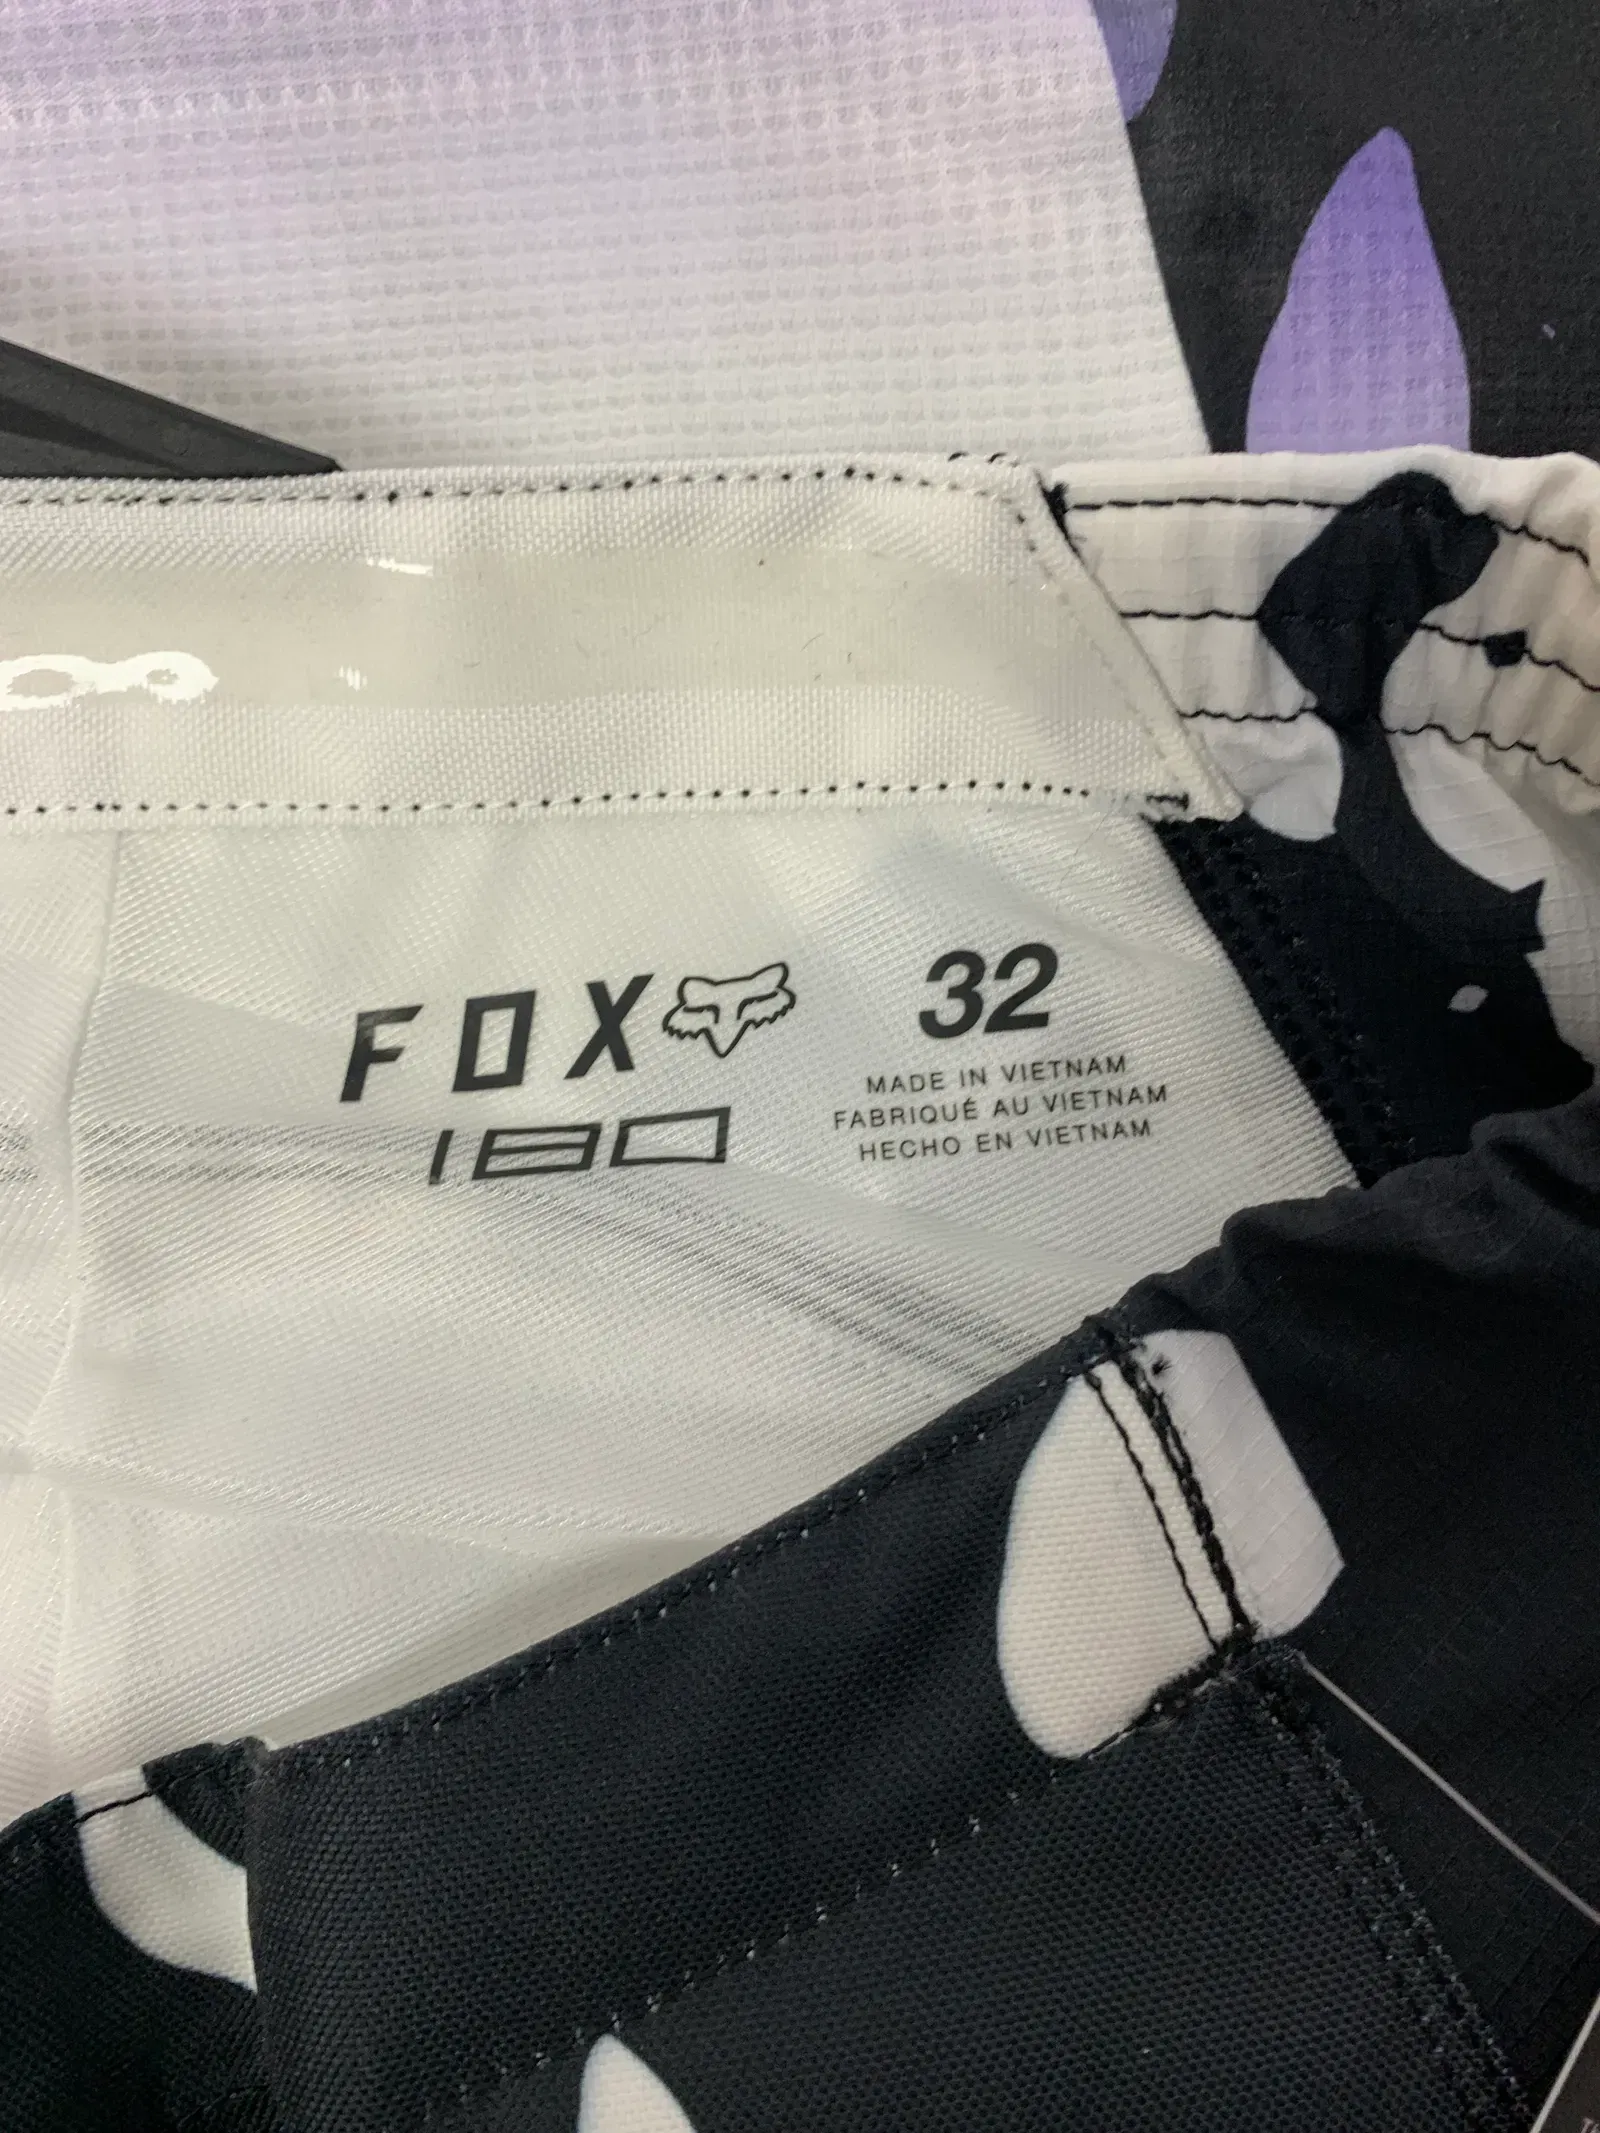 FOX 32
180
MADE IN VIETNAM
FABRIQUÉ AU VIETNAM
HECHO EN VIETNAM